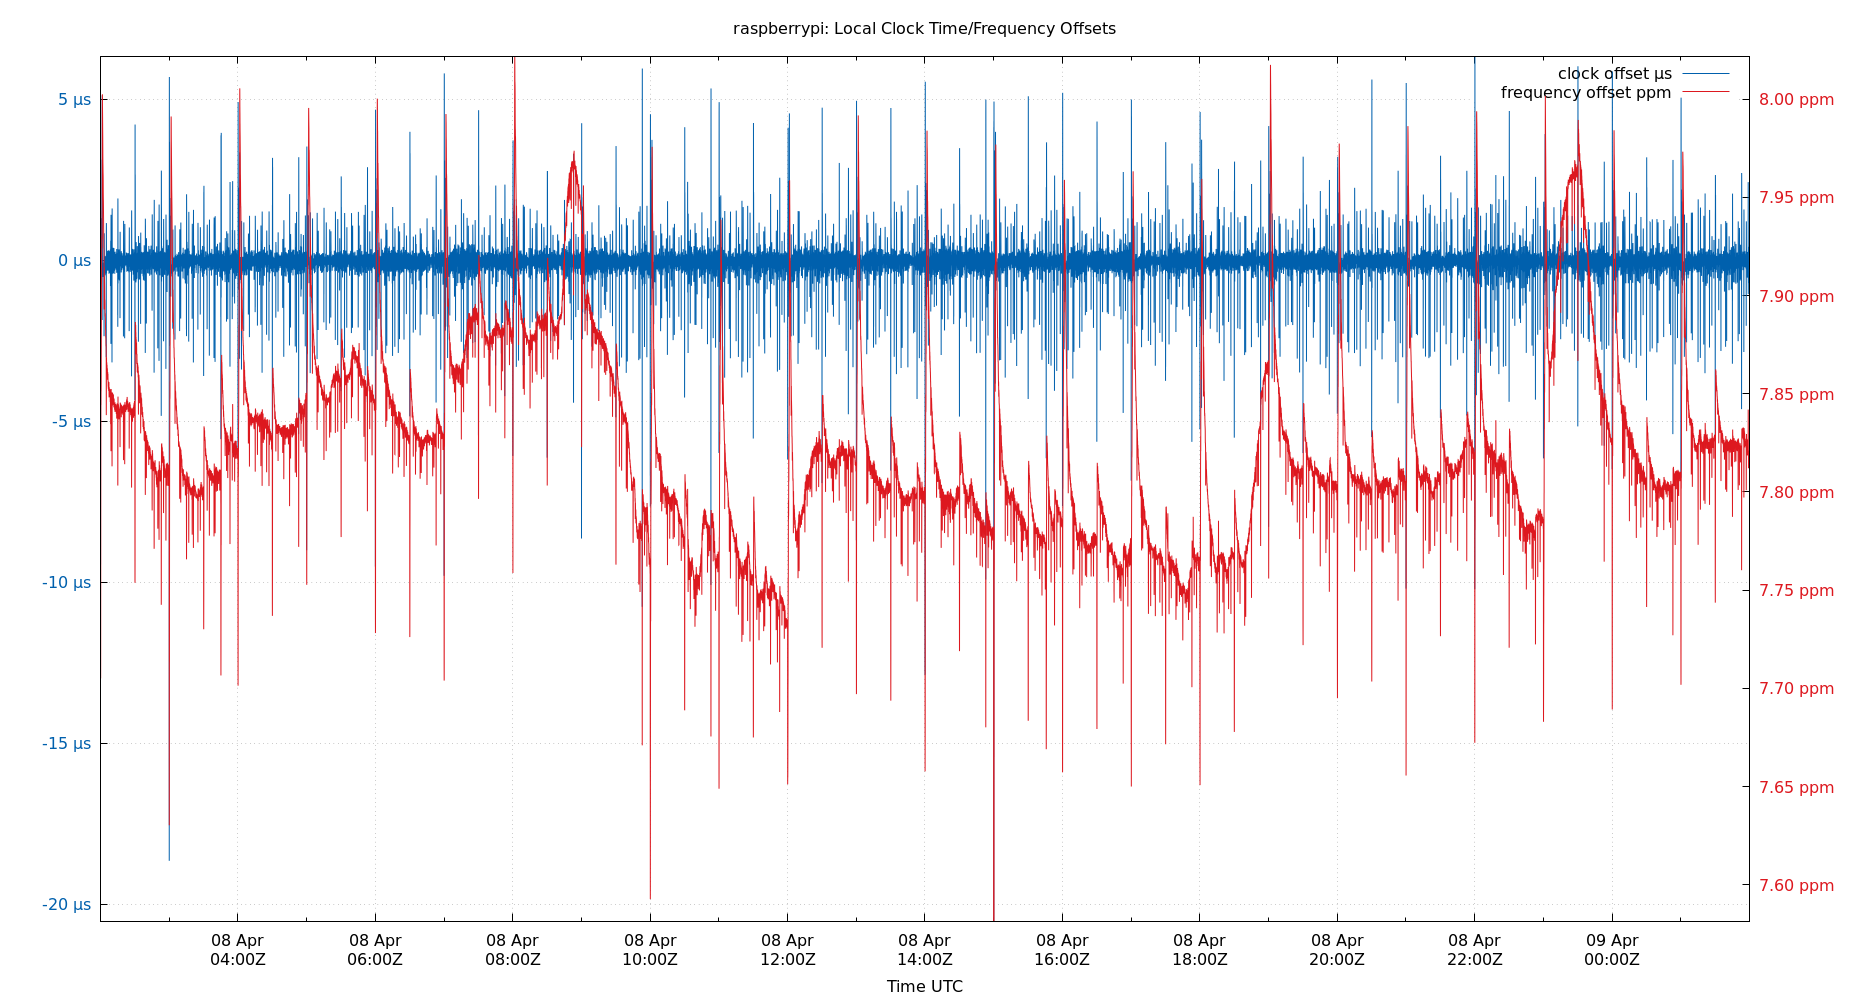 raspberrypi: Local Clock Time/Frequency Offsets
clock offset µs
frequency offset ppm
5 µs
0 µs
-5 µs
-10 µs
-15 µs
-20 µs
8.00 ppm
7.95 ppm
7.90 ppm
7.85 ppm
7.80 ppm
7.75 ppm
7.70 ppm
7.65 ppm
7.60 ppm
08 Apr 08 Apr 08 Apr 08 Apr 08 Apr 08 Apr 08 Apr 08 Apr 08 Apr 08 Apr 09 Apr
04:00Z 06:00Z 08:00Z 10:00Z 12:00Z 14:00Z 16:00Z 18:00Z 20:00Z 22:00Z 00:00Z
Time UTC